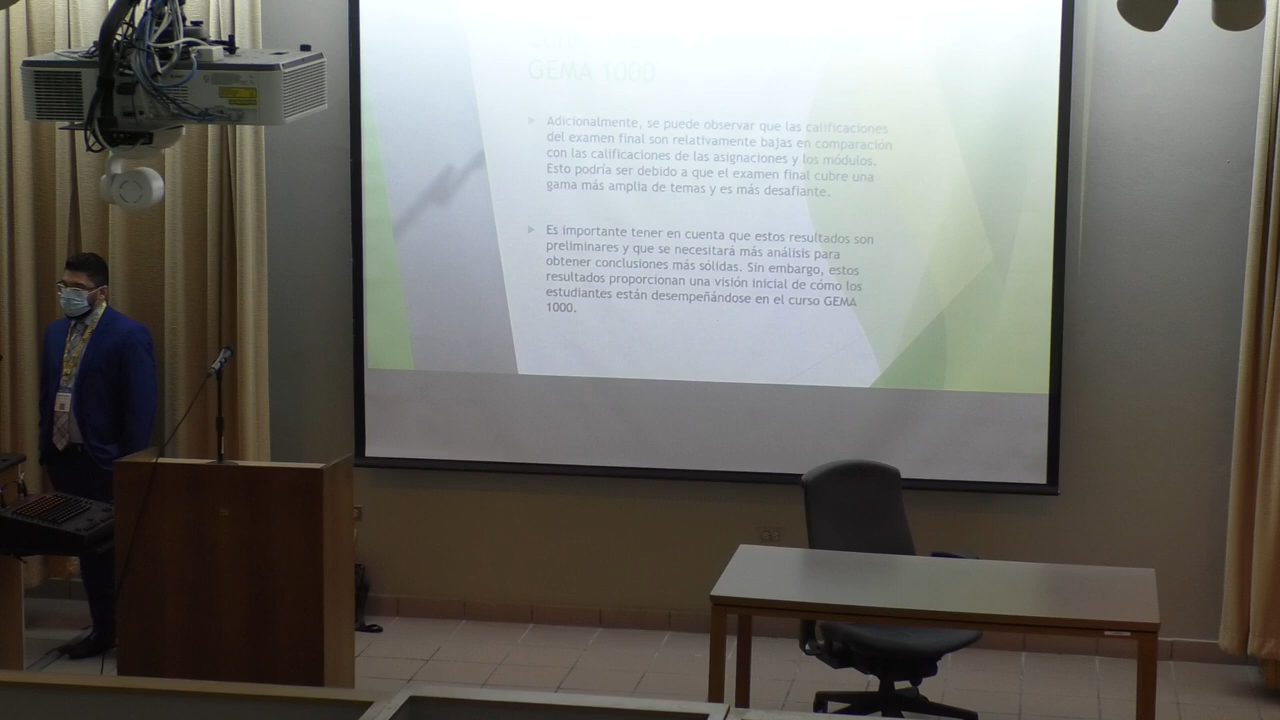 GEMA 1000
Adicionalmente, se puede observar que las calificaciones
del examen final son relativamente bajas en comparación
con las calificaciones de las asignaciones y los módulos.
Esto podría ser debido a que el examen final cubre una
gama más amplia de temas y es más desafiante.
Es importante tener en cuenta que estos resultados son
preliminares y que se necesitará más análisis para
obtener conclusiones más sólidas. Sin embargo, estos
resultados proporcionan una visión inicial de cómo los
estudiantes están desempeñándose en el curso GEMA
1000.